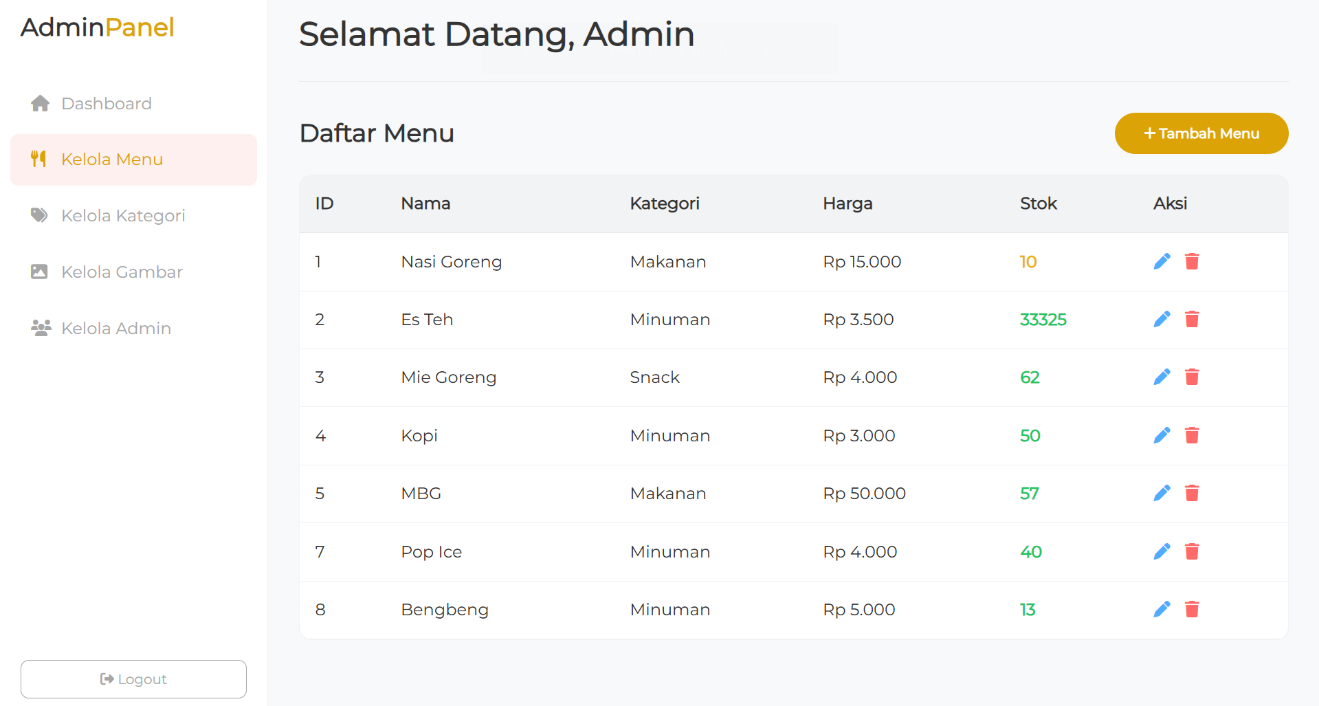 AdminPanel
Dashboard
Kelola Menu
Kelola Kategori
Kelola Gambar
Kelola Admin
Logout
Selamat Datang, Admin
Daftar Menu
+ Tambah Menu
ID Nama Kategori Harga Stok Aksi
1 Nasi Goreng Makanan Rp 15.000 10
2 Es Teh Minuman Rp 3.500 33325
3 Mie Goreng Snack Rp 4.000 62
4 Kopi Minuman Rp 3.000 50
5 MBG Makanan Rp 50.000 57
7 Pop Ice Minuman Rp 4.000 40
8 Bengbeng Minuman Rp 5.000 13